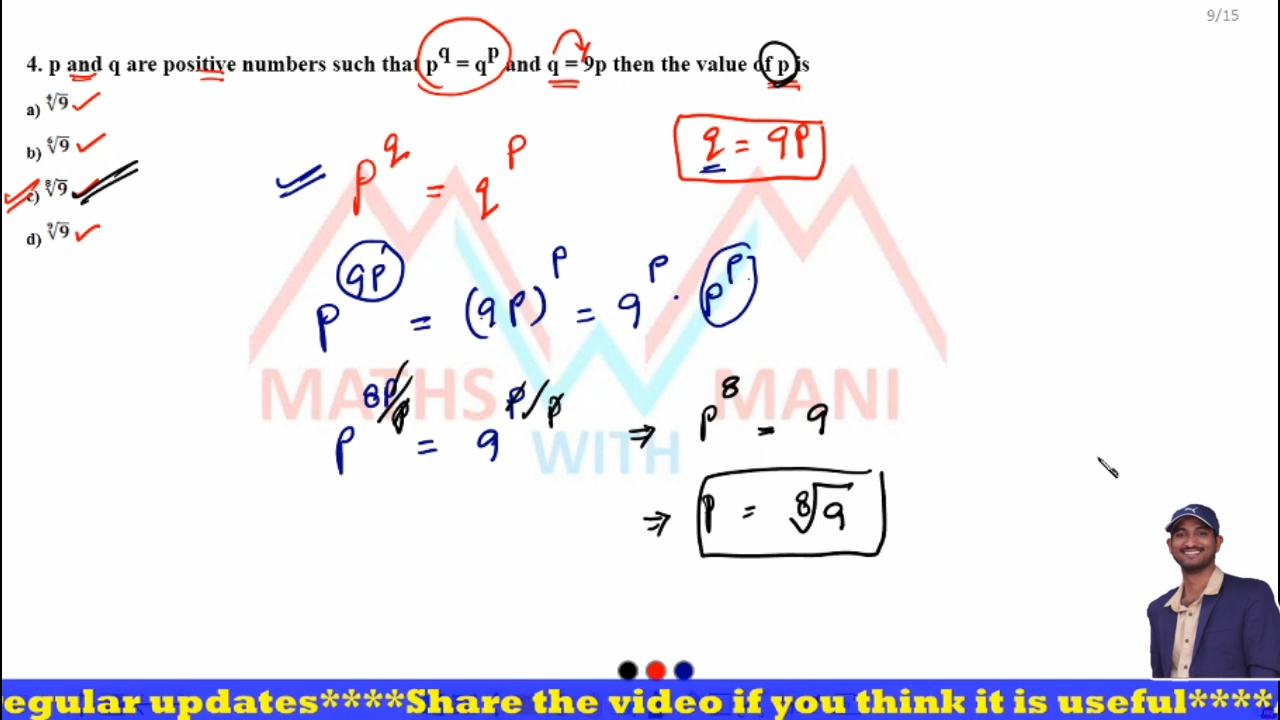 9/15
4. p and q are positive numbers such that p^q = q^p and q = 9p then the value of p is
a) ∜9
b) ⁶√9
c) ⁸√9
d) ⁹√9
q = 9p
p^q = q^p
p^9p = (9p)^p = 9^p · p^p
p^8p/p = 9^p/p ⇒ p^8 = 9
⇒ p = ⁸√9
MATHS WITH MANI
egular updates****Share the video if you think it is useful****